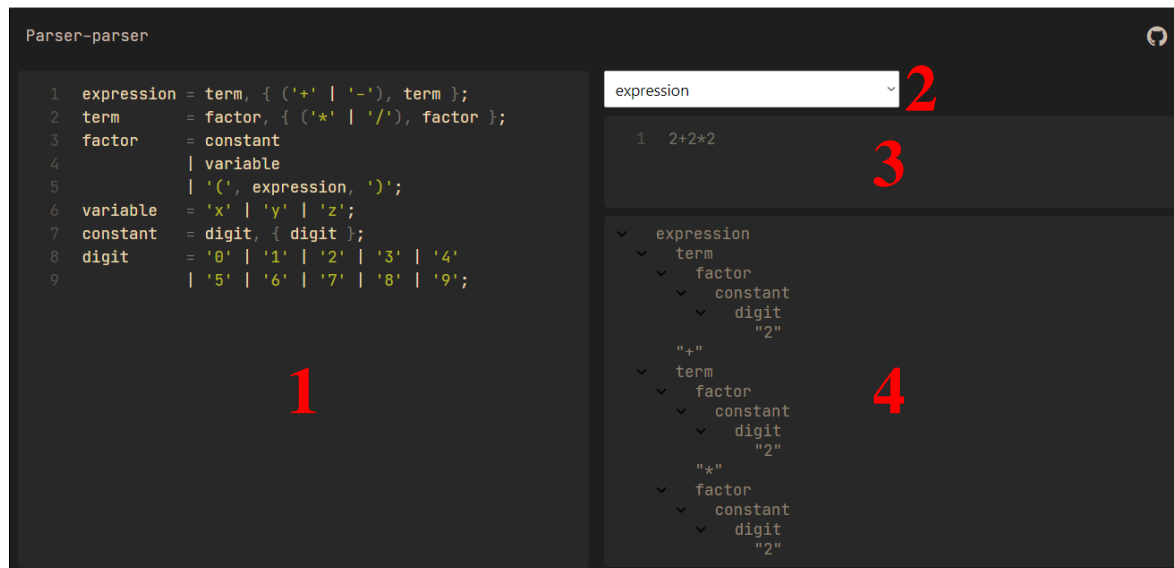 Parser-parser
1 expression = term, { ('+' | '-'), term };
2 term = factor, { ('*' | '/'), factor };
3 factor = constant
4 | variable
5 | '(', expression, ')';
6 variable = 'x' | 'y' | 'z';
7 constant = digit, { digit };
8 digit = '0' | '1' | '2' | '3' | '4'
9 | '5' | '6' | '7' | '8' | '9';
1
expression
2
1 2+2*2
3
expression
term
factor
constant
digit
"2"
"+"
term
factor
constant
digit
"2"
"*"
factor
constant
digit
"2"
4